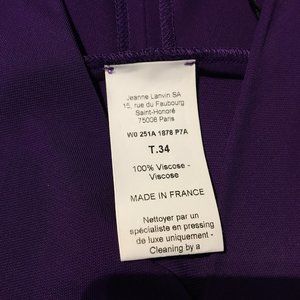 Jeanne Lanvin SA
15, rue du Faubourg
Saint-Honoré
75008 Paris
W0 251A 1878 P7A
T.34
100% Viscose -
Viscose
MADE IN FRANCE
Nettoyer par un
spécialiste en pressing
de luxe uniquement -
Cleaning by a